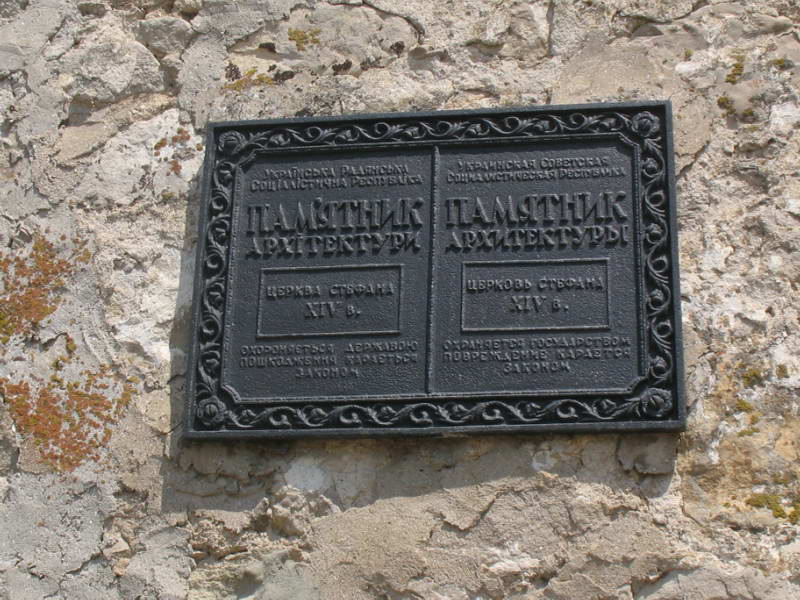 Українська Радянська
Соціалістична Республіка
ПАМ'ЯТНИК
АРХІТЕКТУРИ
ЦЕРКВА СТЕФАНА
XIV в.
ОХОРОНЯЄТЬСЯ ДЕРЖАВОЮ
ПОШКОДЖЕННЯ КАРАЄТЬСЯ
ЗАКОНОМ
Украинская Советская
Социалистическая Республика
ПАМЯТНИК
АРХИТЕКТУРЫ
ЦЕРКОВЬ СТЕФАНА
XIV в.
ОХРАНЯЕТСЯ ГОСУДАРСТВОМ
ПОВРЕЖДЕНИЕ КАРАЕТСЯ
ЗАКОНОМ